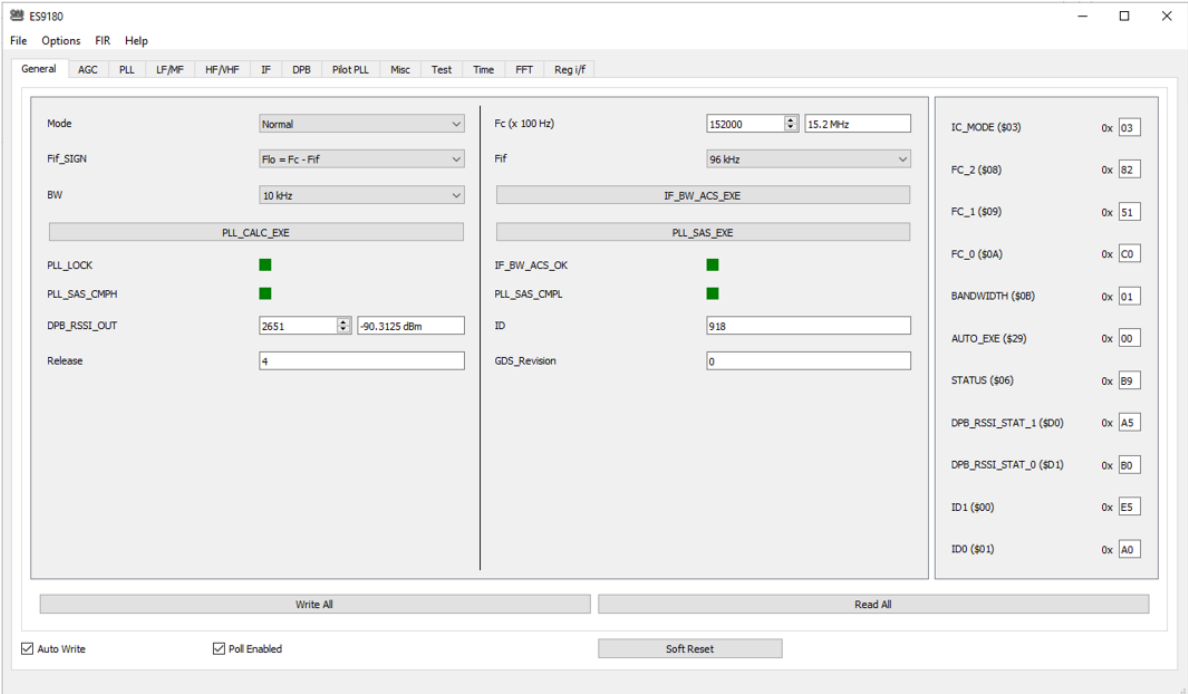 ES9180
File Options FIR Help
General AGC PLL LF/MF HF/VHF IF DPB Pilot PLL Misc Test Time FFT Reg i/f
Mode Normal
Fif_SIGN Flo = Fc - Fif
BW 10 kHz
PLL_CALC_EXE
PLL_LOCK
PLL_SAS_CMPH
DPB_RSSI_OUT 2651 -90.3125 dBm
Release 4
Fc (x 100 Hz) 152000 15.2 MHz
Fif 96 kHz
IF_BW_ACS_EXE
PLL_SAS_EXE
IF_BW_ACS_OK
PLL_SAS_CMPL
ID 918
GDS_Revision 0
IC_MODE ($03) 0x 03
FC_2 ($08) 0x 82
FC_1 ($09) 0x 51
FC_0 ($0A) 0x C0
BANDWIDTH ($0B) 0x 01
AUTO_EXE ($29) 0x 00
STATUS ($06) 0x B9
DPB_RSSI_STAT_1 ($D0) 0x A5
DPB_RSSI_STAT_0 ($D1) 0x B0
ID1 ($00) 0x E5
ID0 ($01) 0x A0
Write All Read All
Auto Write Poll Enabled Soft Reset